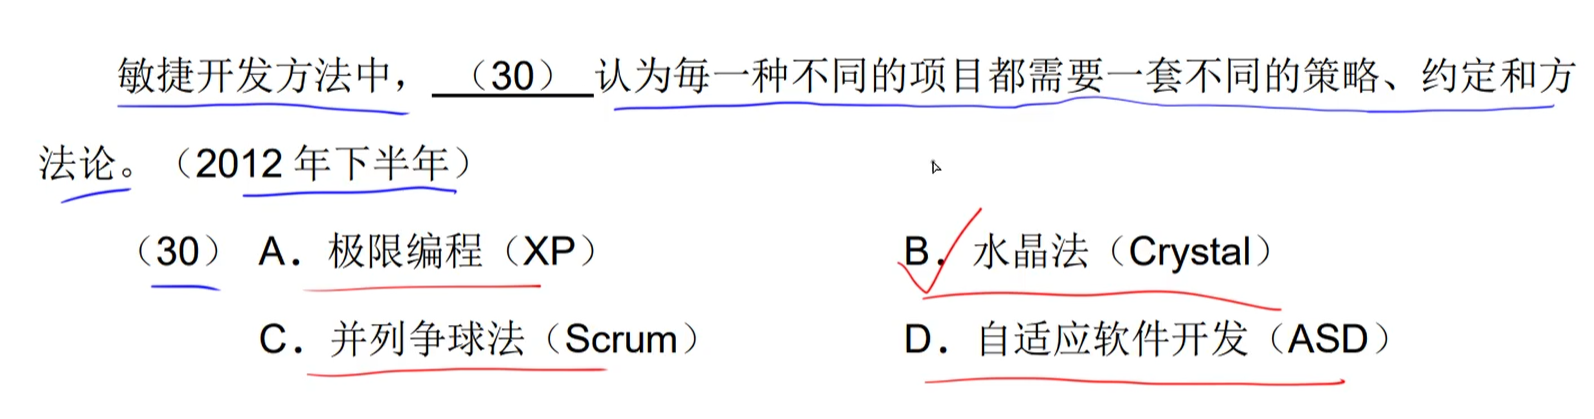 敏捷开发方法中，（30）认为每一种不同的项目都需要一套不同的策略、约定和方
法论。（2012 年下半年）
（30） A．极限编程（XP） B．水晶法（Crystal）
C．并列争球法（Scrum） D．自适应软件开发（ASD）